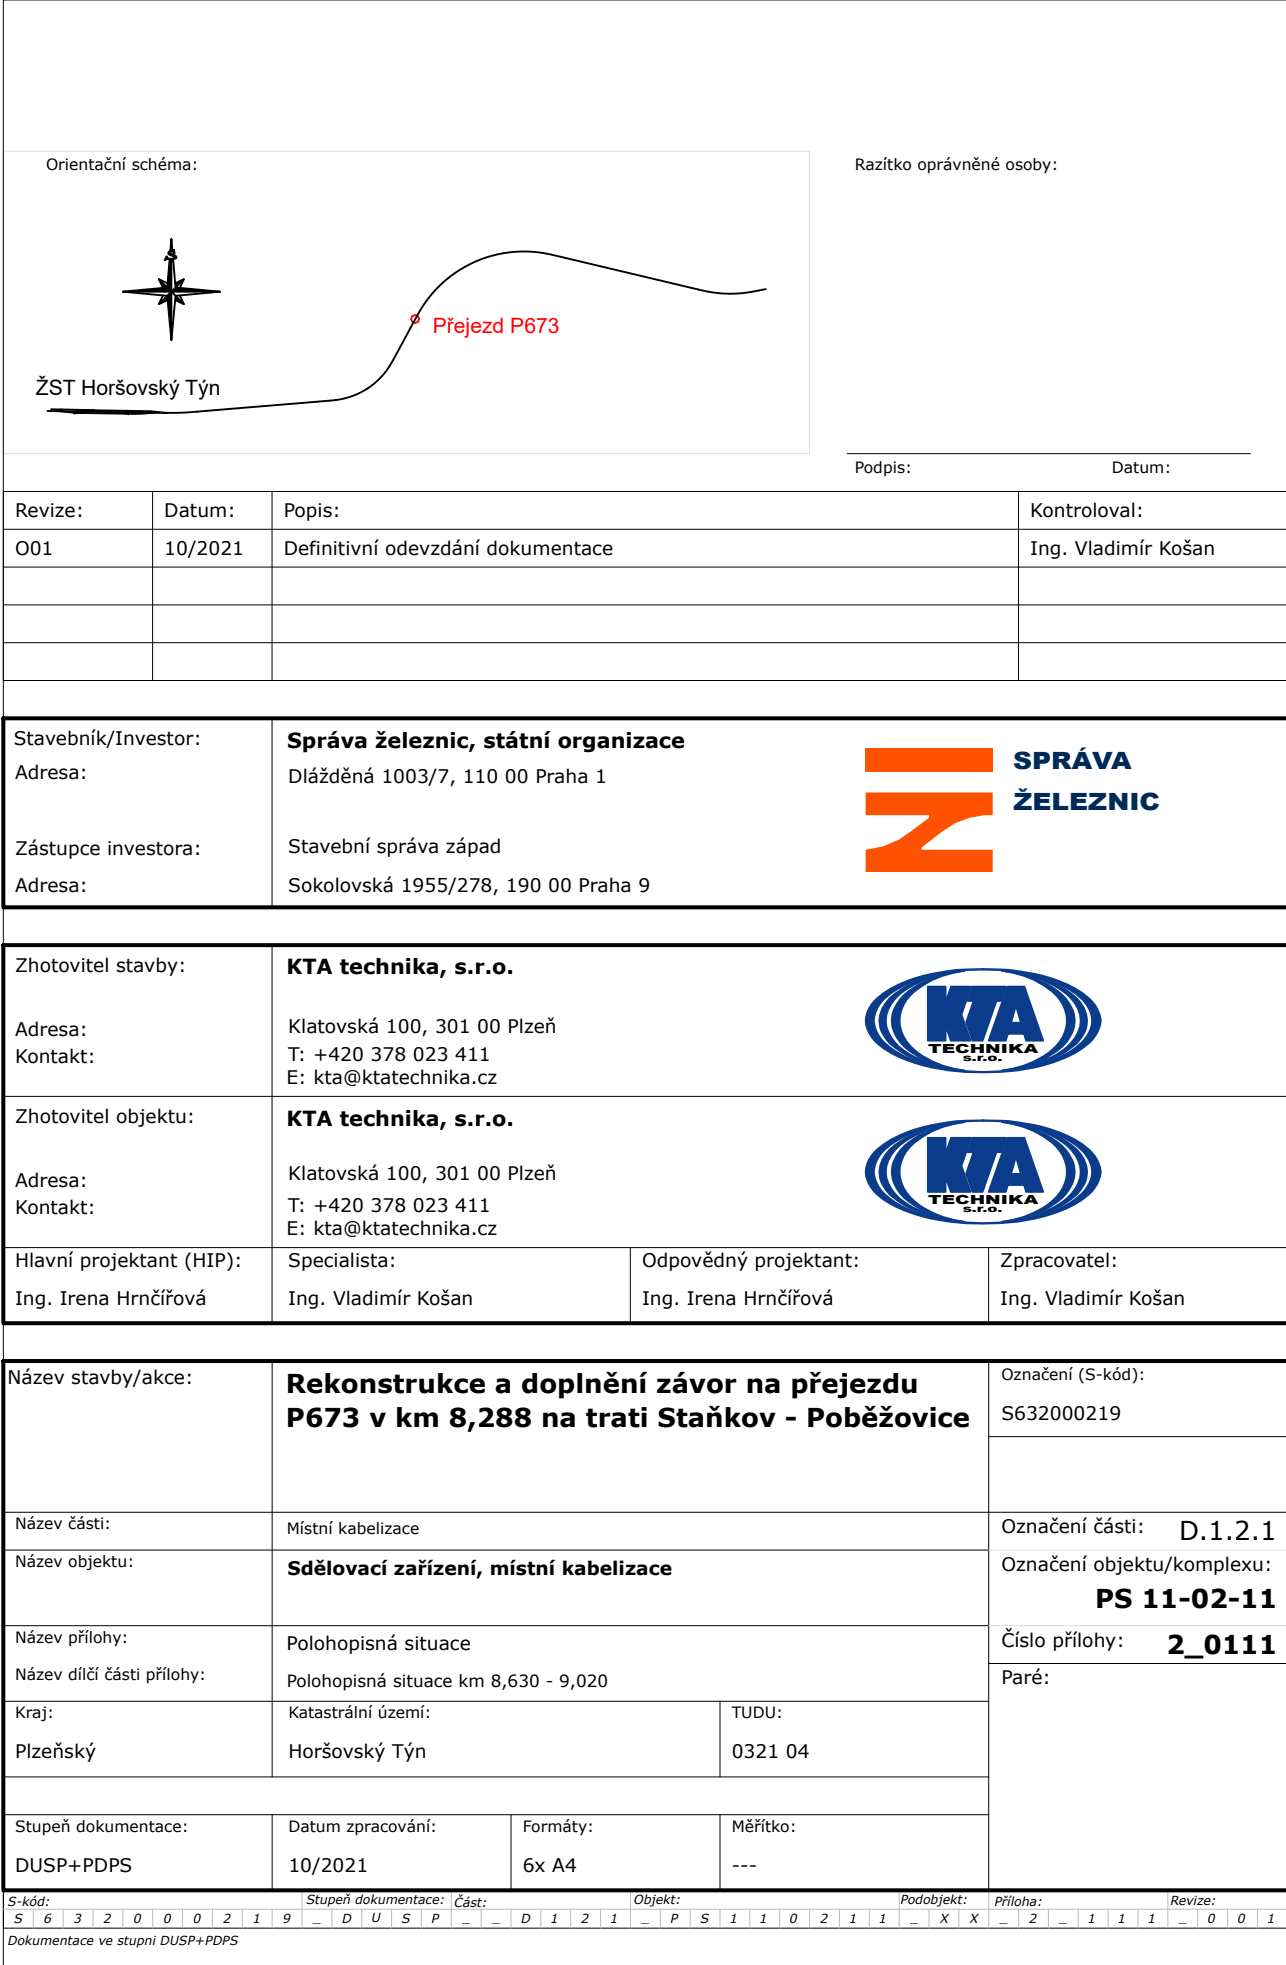 Orientační schéma:
Razítko oprávněné osoby:
S
Přejezd P673
ŽST Horšovský Týn
Podpis: Datum:
Revize: Datum: Popis: Kontroloval:
O01 10/2021 Definitivní odevzdání dokumentace Ing. Vladimír Košan
Stavebník/Investor: Správa železnic, státní organizace
Adresa: Dlážděná 1003/7, 110 00 Praha 1
SPRÁVA
ŽELEZNIC
Zástupce investora: Stavební správa západ
Adresa: Sokolovská 1955/278, 190 00 Praha 9
Zhotovitel stavby: KTA technika, s.r.o.
Adresa: Klatovská 100, 301 00 Plzeň
Kontakt: T: +420 378 023 411
E: kta@ktatechnika.cz
KTA
TECHNIKA
s.r.o.
Zhotovitel objektu: KTA technika, s.r.o.
Adresa: Klatovská 100, 301 00 Plzeň
Kontakt: T: +420 378 023 411
E: kta@ktatechnika.cz
KTA
TECHNIKA
s.r.o.
Hlavní projektant (HIP): Specialista: Odpovědný projektant: Zpracovatel:
Ing. Irena Hrnčířová Ing. Vladimír Košan Ing. Irena Hrnčířová Ing. Vladimír Košan
Název stavby/akce: Rekonstrukce a doplnění závor na přejezdu
P673 v km 8,288 na trati Staňkov - Poběžovice
Označení (S-kód):
S632000219
Název části: Místní kabelizace Označení části: D.1.2.1
Název objektu: Sdělovací zařízení, místní kabelizace Označení objektu/komplexu:
PS 11-02-11
Název přílohy: Polohopisná situace Číslo přílohy: 2_0111
Název dílčí části přílohy: Polohopisná situace km 8,630 - 9,020 Paré:
Kraj: Katastrální území: TUDU:
Plzeňský Horšovský Týn 0321 04
Stupeň dokumentace: Datum zpracování: Formáty: Měřítko:
DUSP+PDPS 10/2021 6x A4 ---
S-kód: Stupeň dokumentace: Část: Objekt: Podobjekt: Příloha: Revize:
S 6 3 2 0 0 0 2 1 9 _ D U S P _ _ D 1 2 1 _ P S 1 1 0 2 1 1 _ X X _ 2 _ 1 1 1 _ 0 0 1
Dokumentace ve stupni DUSP+PDPS